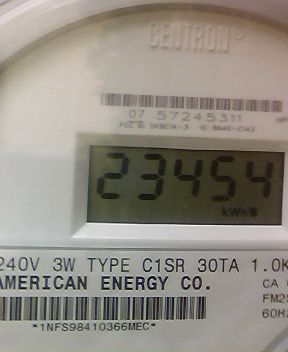 CENTRON®
07 57245311
23454
kWh
240V 3W TYPE C1SR 30TA 1.0K
AMERICAN ENERGY CO.
CA
FM2S
60Hz
*1NFS98410366MEC*